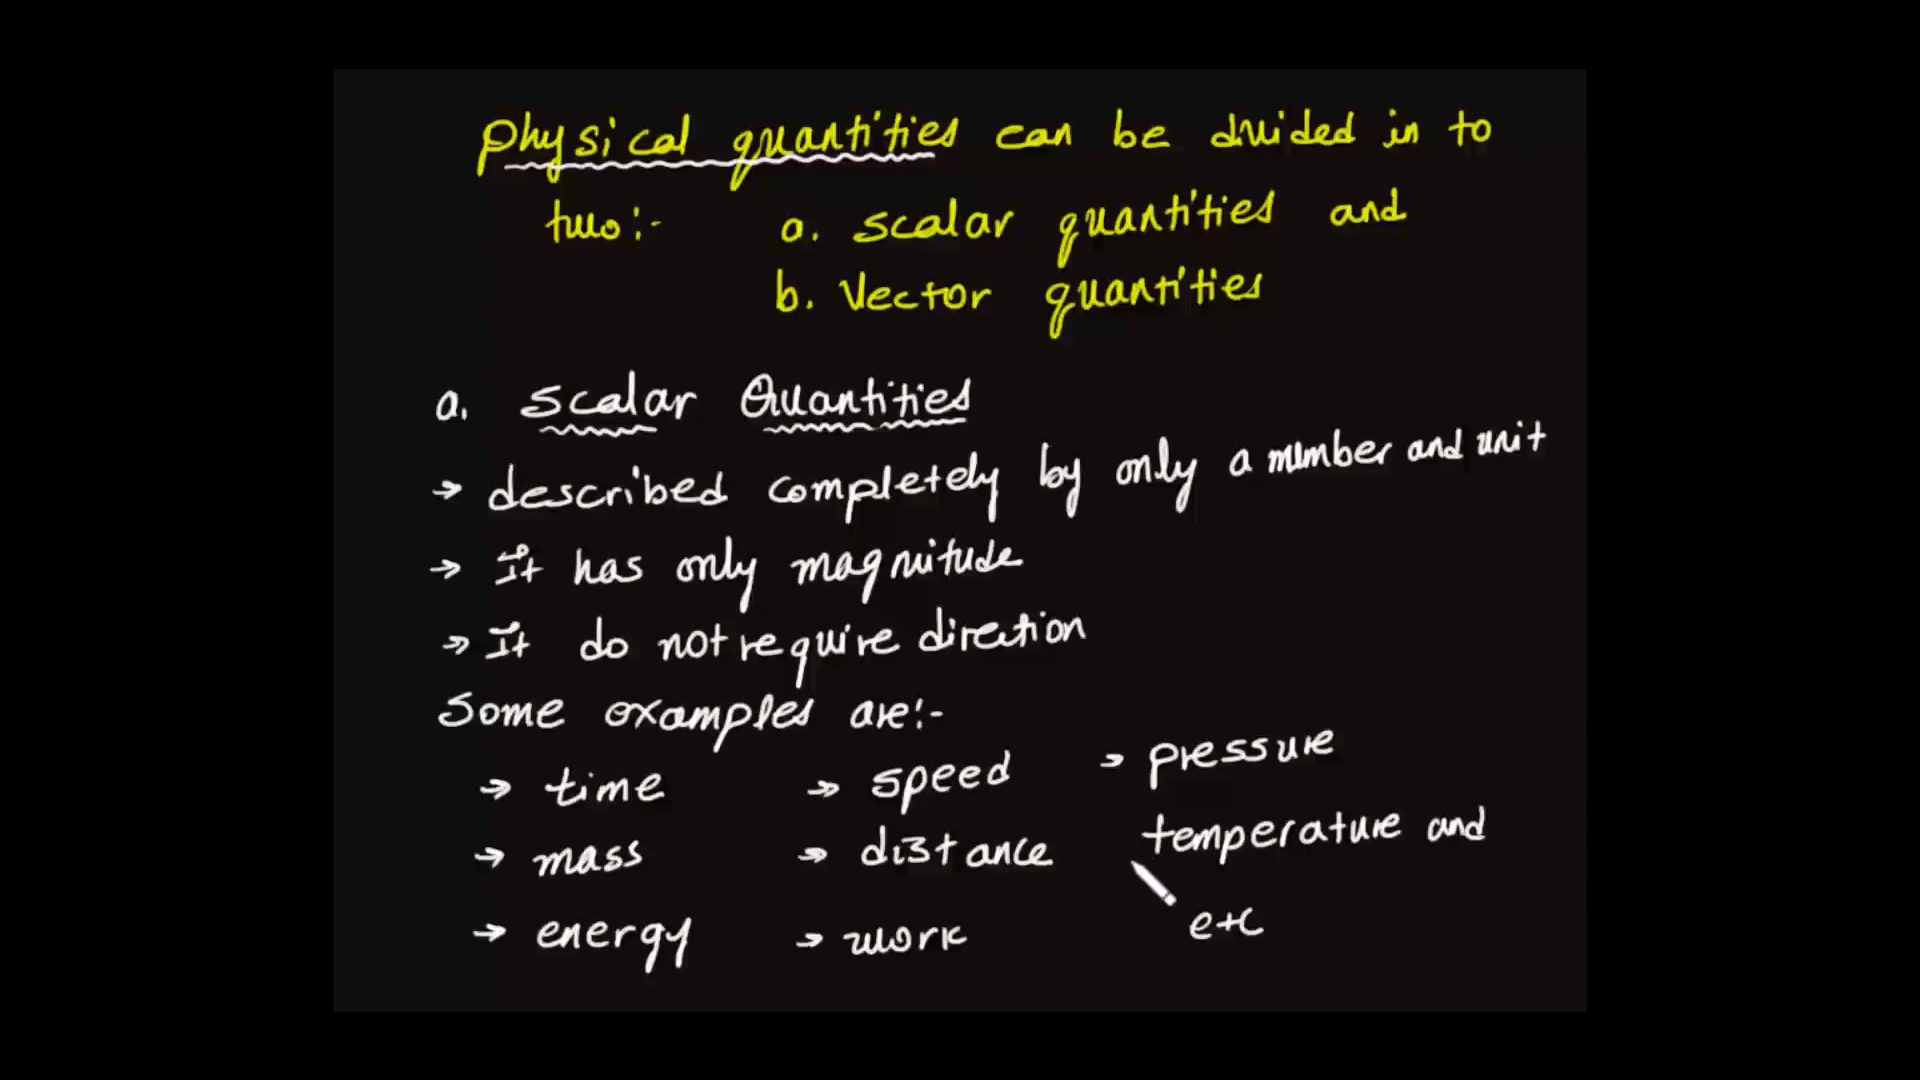 Physical quantities can be divided in to
two:- a. scalar quantities and
b. Vector quantities
a. Scalar Quantities
→ described completely by only a number and unit
→ It has only magnitude
→ It do not require direction
Some examples are:-
→ time → speed → pressure
→ mass → distance temperature and
→ energy → work etc